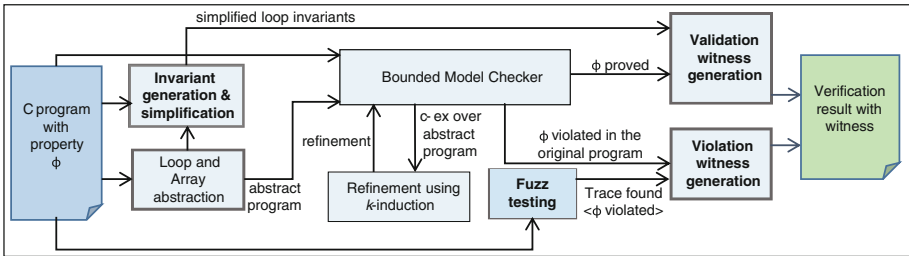 simplified loop invariants
C program
with
property
ϕ
Invariant
generation &
simplification
Loop and
Array
abstraction
abstract
program
Bounded Model Checker
refinement
c- ex over
abstract
program
Refinement using
k-induction
Fuzz
testing
ϕ proved
ϕ violated in the
original program
Trace found
<ϕ violated>
Validation
witness
generation
Violation
witness
generation
Verification
result with
witness